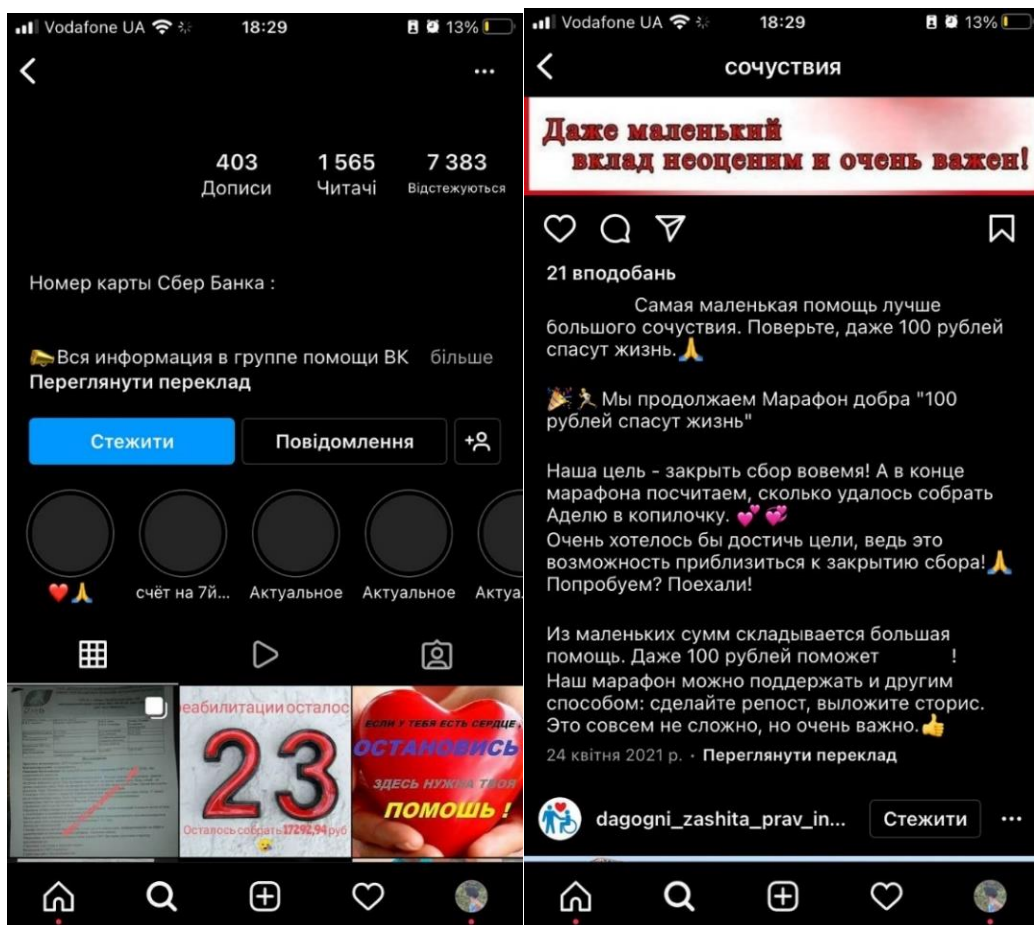 Vodafone UA
18:29
13%
403
1 565
7 383
Дописи
Читачі
Відстежуються
Номер карты Сбер Банка :
Вся информация в группе помощи ВК більше
Переглянути переклад
Стежити
Повідомлення
счёт на 7й...
Актуальное
Актуальное
Актуа
еабилитации осталос
23
Осталось собрать 17292,94 руб
ЕСЛИ У ТЕБЯ ЕСТЬ СЕРДЦЕ,
ОСТАНОВИСЬ
ЗДЕСЬ НУЖНА ТВОЯ
ПОМОЩЬ !
Vodafone UA
18:29
13%
сочуствия
Даже маленький
вклад неоценим и очень важен!
21 вподобань
Самая маленькая помощь лучше
большого сочуствия. Поверьте, даже 100 рублей
спасут жизнь.
Мы продолжаем Марафон добра "100
рублей спасут жизнь"
Наша цель - закрыть сбор вовемя! А в конце
марафона посчитаем, сколько удалось собрать
Аделю в копилочку.
Очень хотелось бы достичь цели, ведь это
возможность приблизиться к закрытию сбора!
Попробуем? Поехали!
Из маленьких сумм складывается большая
помощь. Даже 100 рублей поможет !
Наш марафон можно поддержать и другим
способом: сделайте репост, выложите сторис.
Это совсем не сложно, но очень важно.
24 квітня 2021 р. · Переглянути переклад
dagogni_zashita_prav_in...
Стежити